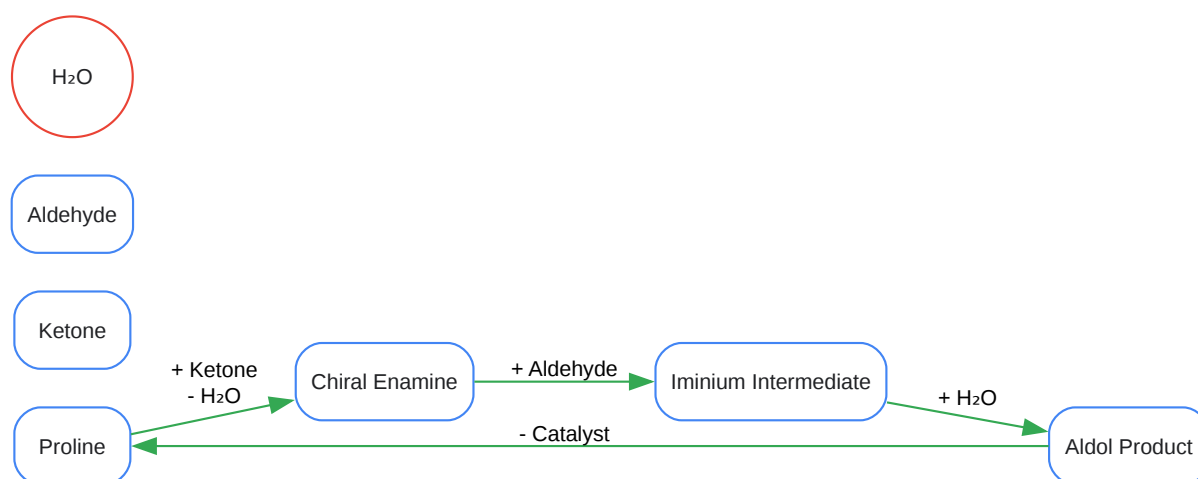 H₂O
Aldehyde
Ketone
+ Ketone
- H₂O
Chiral Enamine
+ Aldehyde
Iminium Intermediate
+ H₂O
Proline
- Catalyst
Aldol Product